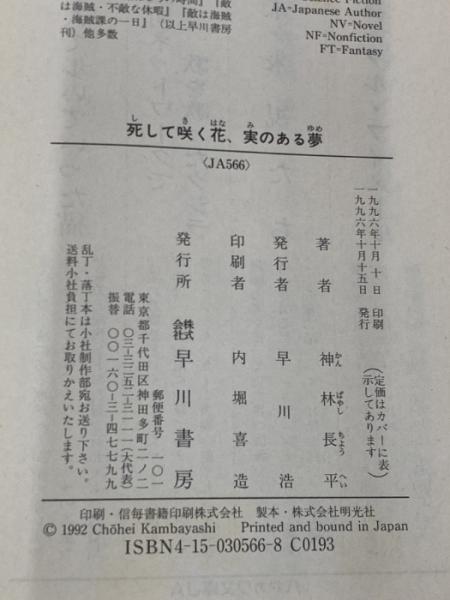 の時間』『敵
は海賊・不敵な休暇』『敵は海賊
・海賊課の一日』（以上早川書房
刊）他多数
Science Fiction
JA=Japanese Author
NV=Novel
NF=Nonfiction
FT=Fantasy
死して咲く花、実のある夢
〈JA566〉
一九九六年十月十日 印刷
一九九六年十月十五日 発行
（定価はカバーに表示してあります）
著者 神林長平
発行者 早川浩
印刷者 内堀喜造
発行所 株式会社 早川書房
郵便番号 一〇一
東京都千代田区神田多町二ノ二
電話 〇三-三二五二-三一一一（大代表）
振替 〇〇一六〇-三-四七七九九
乱丁・落丁本は小社制作部宛お送り下さい。
送料小社負担にてお取りかえいたします。
印刷・信毎書籍印刷株式会社 製本・株式会社明光社
© 1992 Chōhei Kambayashi Printed and bound in Japan
ISBN4-15-030566-8 C0193